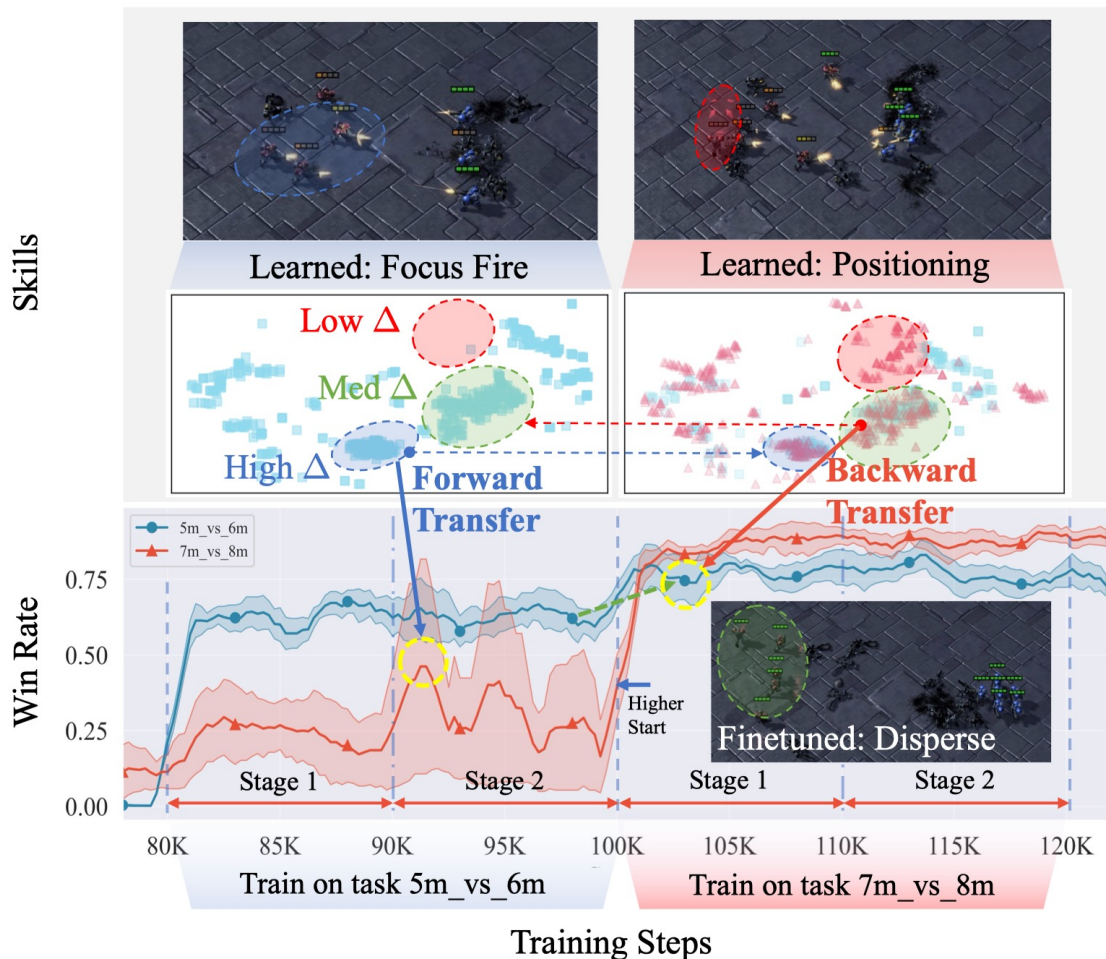 Skills
Learned: Focus Fire
Learned: Positioning
Low Δ
Med Δ
High Δ
Forward
Transfer
Backward
Transfer
Win Rate
5m_vs_6m
7m_vs_8m
0.75
0.50
0.25
0.00
Higher
Start
Finetuned: Disperse
Stage 1
Stage 2
Stage 1
Stage 2
80K
85K
90K
95K
100K
105K
110K
115K
120K
Train on task 5m_vs_6m
Train on task 7m_vs_8m
Training Steps